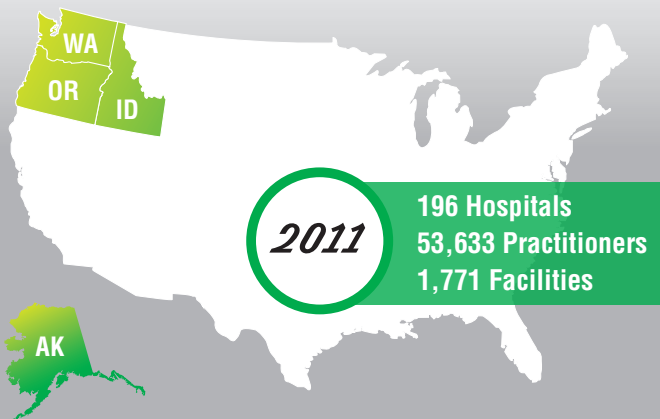 WA
OR
ID
2011
196 Hospitals
53,633 Practitioners
1,771 Facilities
AK